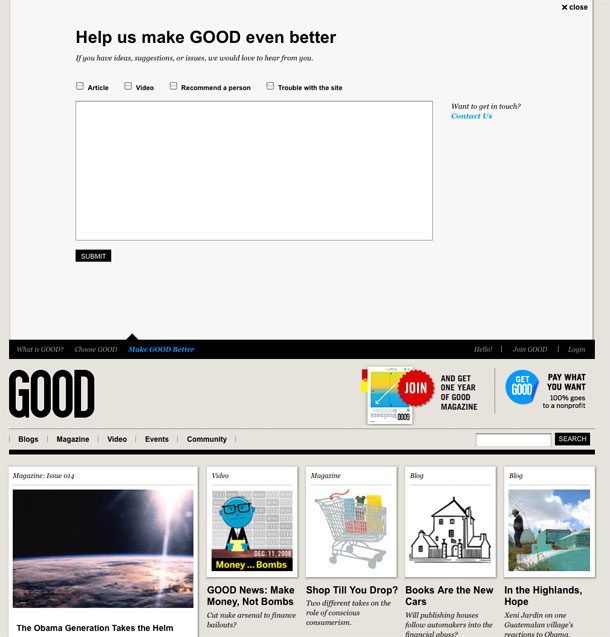 ✕ close
Help us make GOOD even better
If you have ideas, suggestions, or issues, we would love to hear from you.
Article Video Recommend a person Trouble with the site
Want to get in touch?
Contact Us
SUBMIT
What is GOOD? Choose GOOD Make GOOD Better Hello! | Join GOOD | Login
GOOD
JOIN
AND GET
ONE YEAR
OF GOOD
MAGAZINE
GET
GOOD
PAY WHAT
YOU WANT
100% goes
to a nonprofit
| Blogs | Magazine | Video | Events | Community |
SEARCH
Magazine: Issue 014
Video
Magazine
Blog
Blog
DEC. 11, 2008
Money ... Bombs
The Obama Generation Takes the Helm
GOOD News: Make
Money, Not Bombs
Cut nuke arsenal to finance
bailouts?
Shop Till You Drop?
Two different takes on the
role of conscious
consumerism.
Books Are the New
Cars
Will publishing houses
follow automakers into the
financial abuss?
In the Highlands,
Hope
Xeni Jardin on one
Guatemalan village's
reactions to Obama.